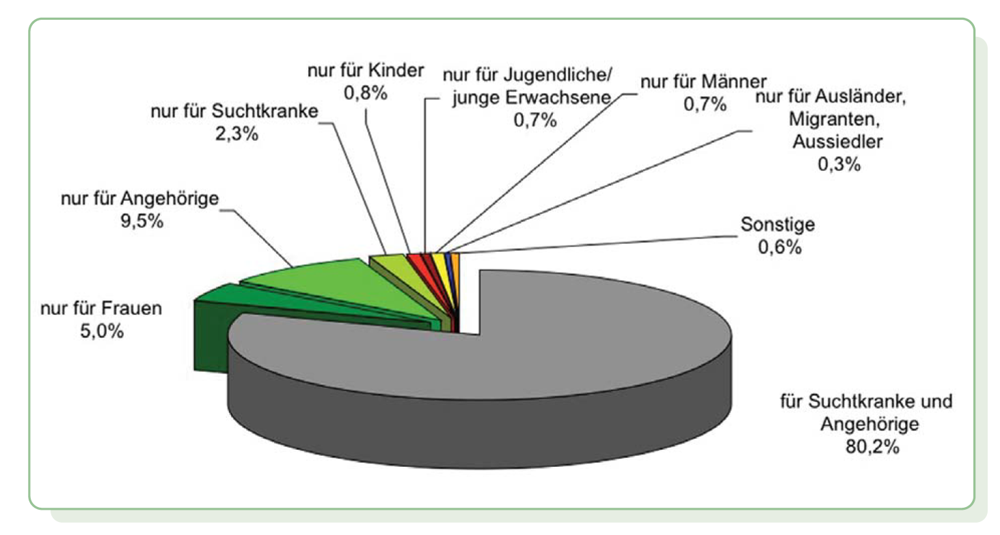 nur für Kinder
0,8%
nur für Jugendliche/
junge Erwachsene
0,7%
nur für Männer
0,7%
nur für Ausländer,
Migranten,
Aussiedler
0,3%
nur für Suchtkranke
2,3%
nur für Angehörige
9,5%
Sonstige
0,6%
nur für Frauen
5,0%
für Suchtkranke und
Angehörige
80,2%